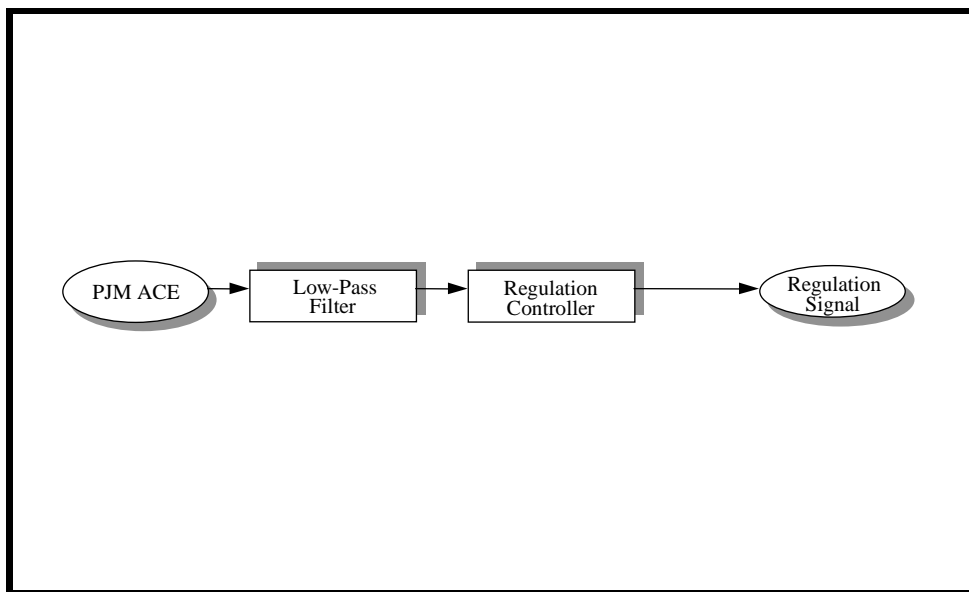 PJM ACE
Low-Pass
Filter
Regulation
Controller
Regulation
Signal